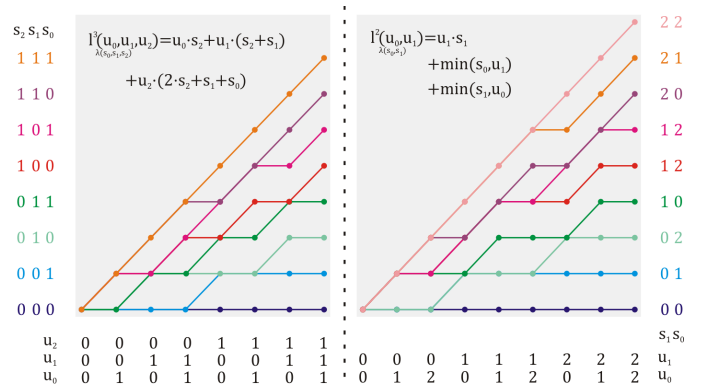 s₂ s₁ s₀
l³(u₀,u₁,u₂)=u₀·s₂+u₁·(s₂+s₁)
λ(s₀,s₁,s₂)
+u₂·(2·s₂+s₁+s₀)
1 1 1
1 1 0
1 0 1
1 0 0
0 1 1
0 1 0
0 0 1
0 0 0
u₂ 0 0 0 0 1 1 1 1
u₁ 0 0 1 1 0 0 1 1
u₀ 0 1 0 1 0 1 0 1
l²(u₀,u₁)=u₁·s₁
λ(s₀,s₁)
+min(s₀,u₁)
+min(s₁,u₀)
2 2
2 1
2 0
1 2
1 2
1 0
0 2
0 1
0 0
s₁ s₀
0 0 0 1 1 1 2 2 2 u₁
0 1 2 0 1 2 0 1 2 u₀